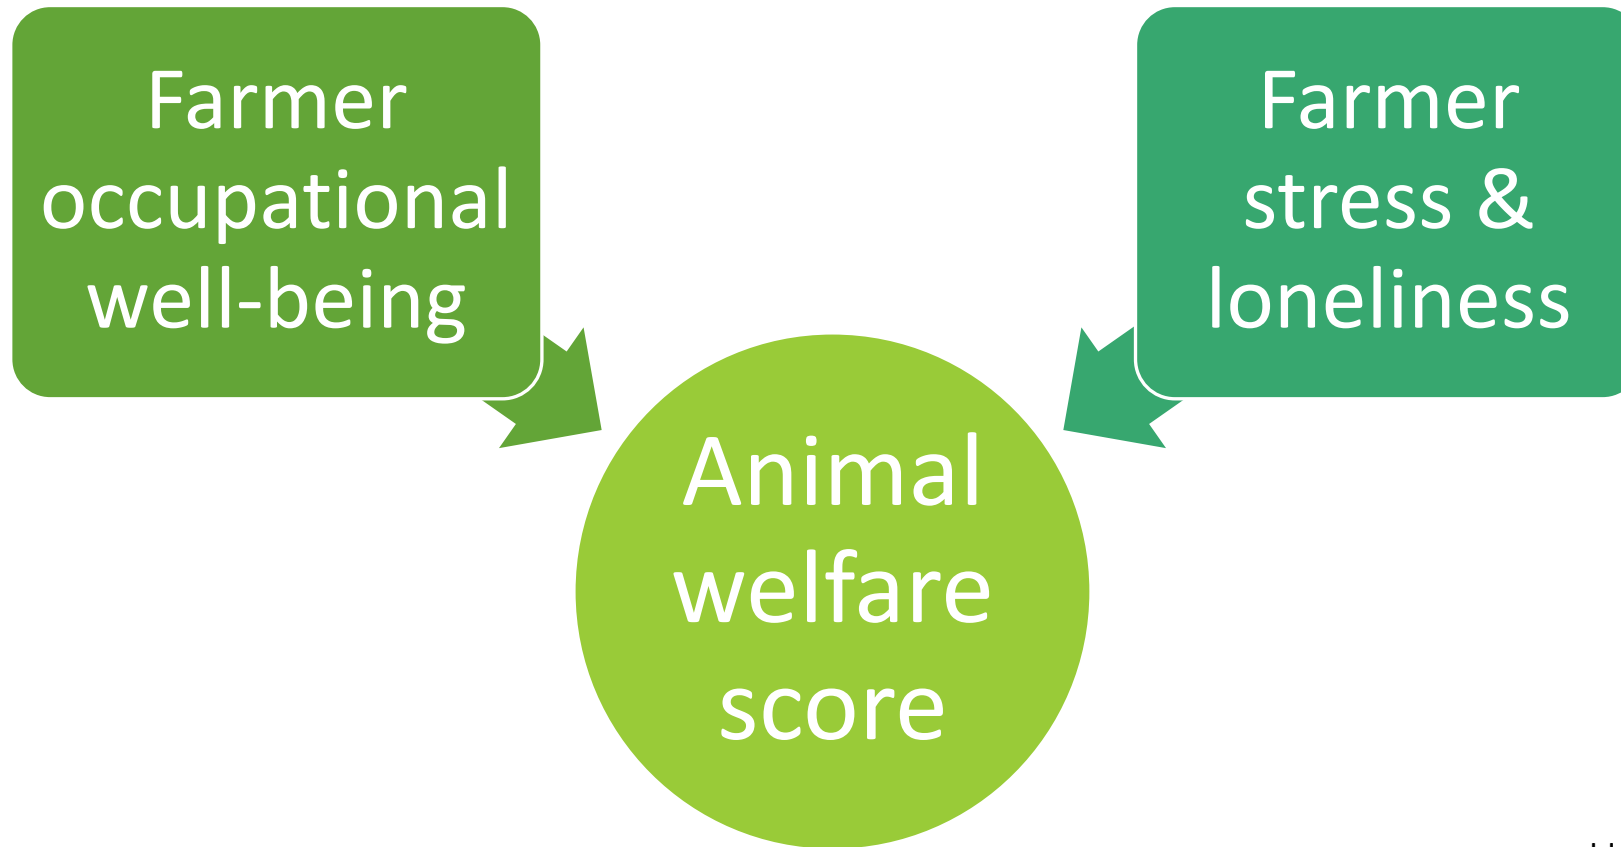 Farmer
occupational
well-being
Farmer
stress &
loneliness
Animal
welfare
score